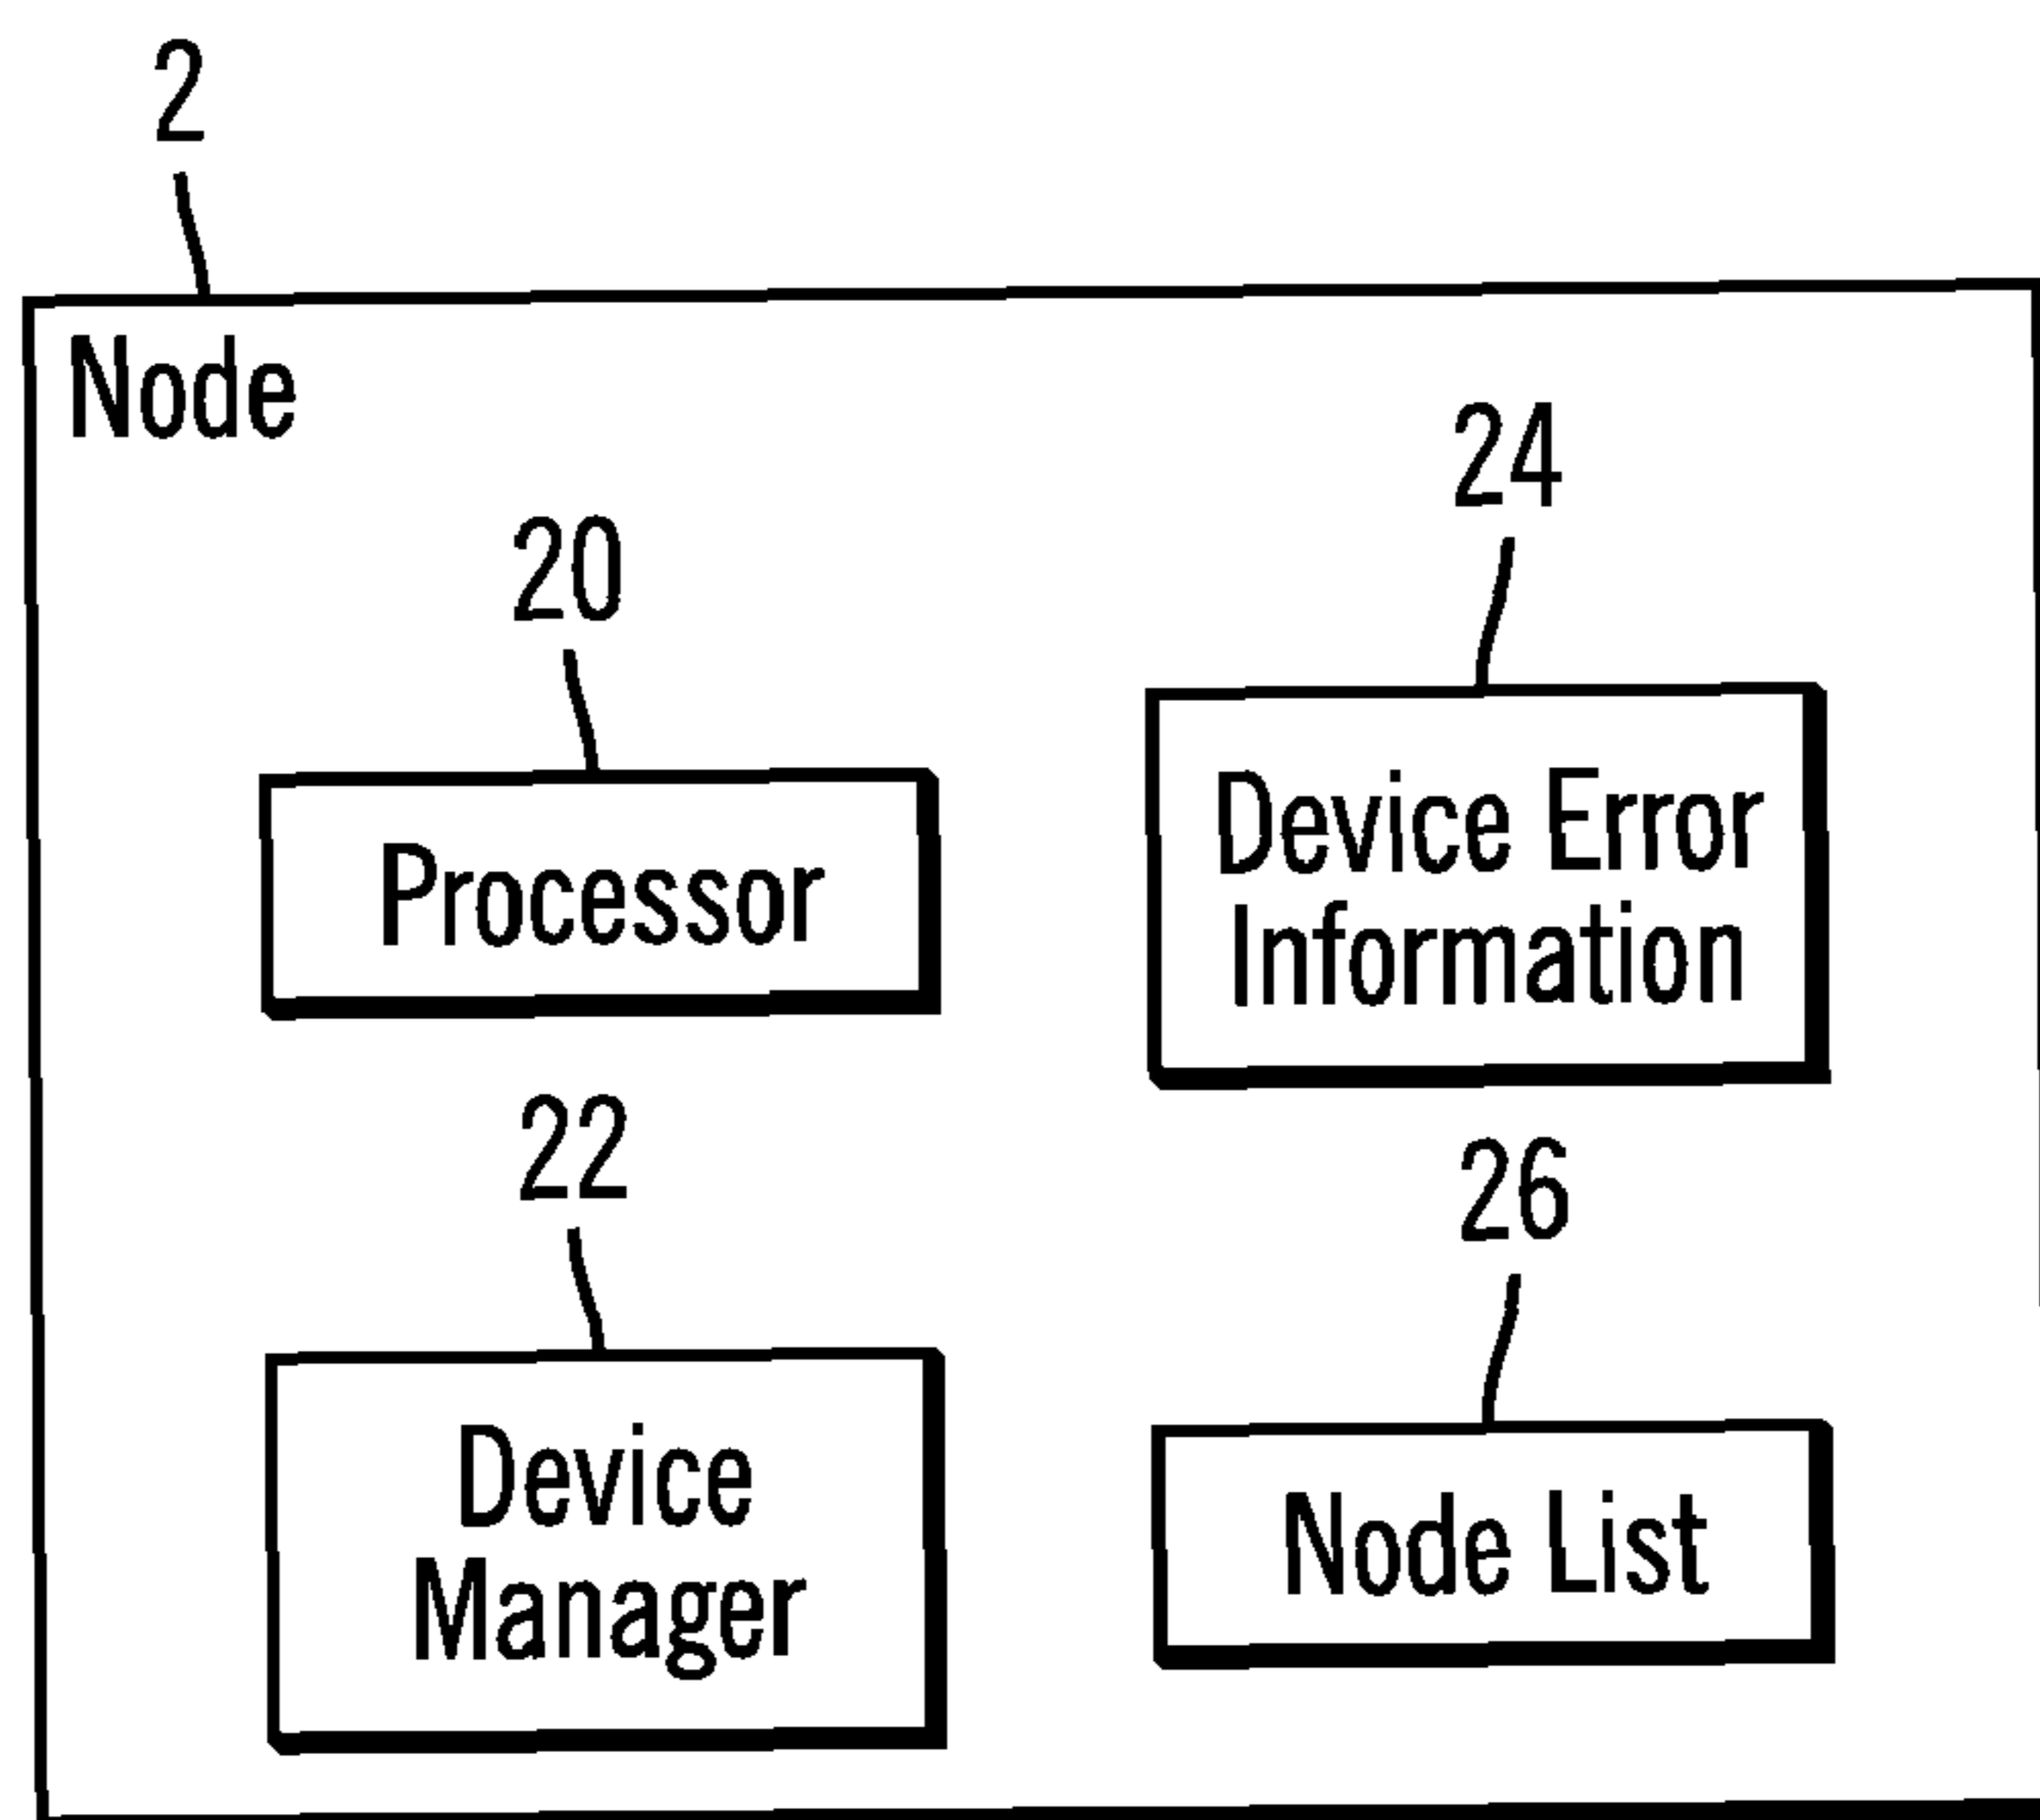 2
Node
20
Processor
22
Device
Manager
24
Device Error
Information
26
Node List